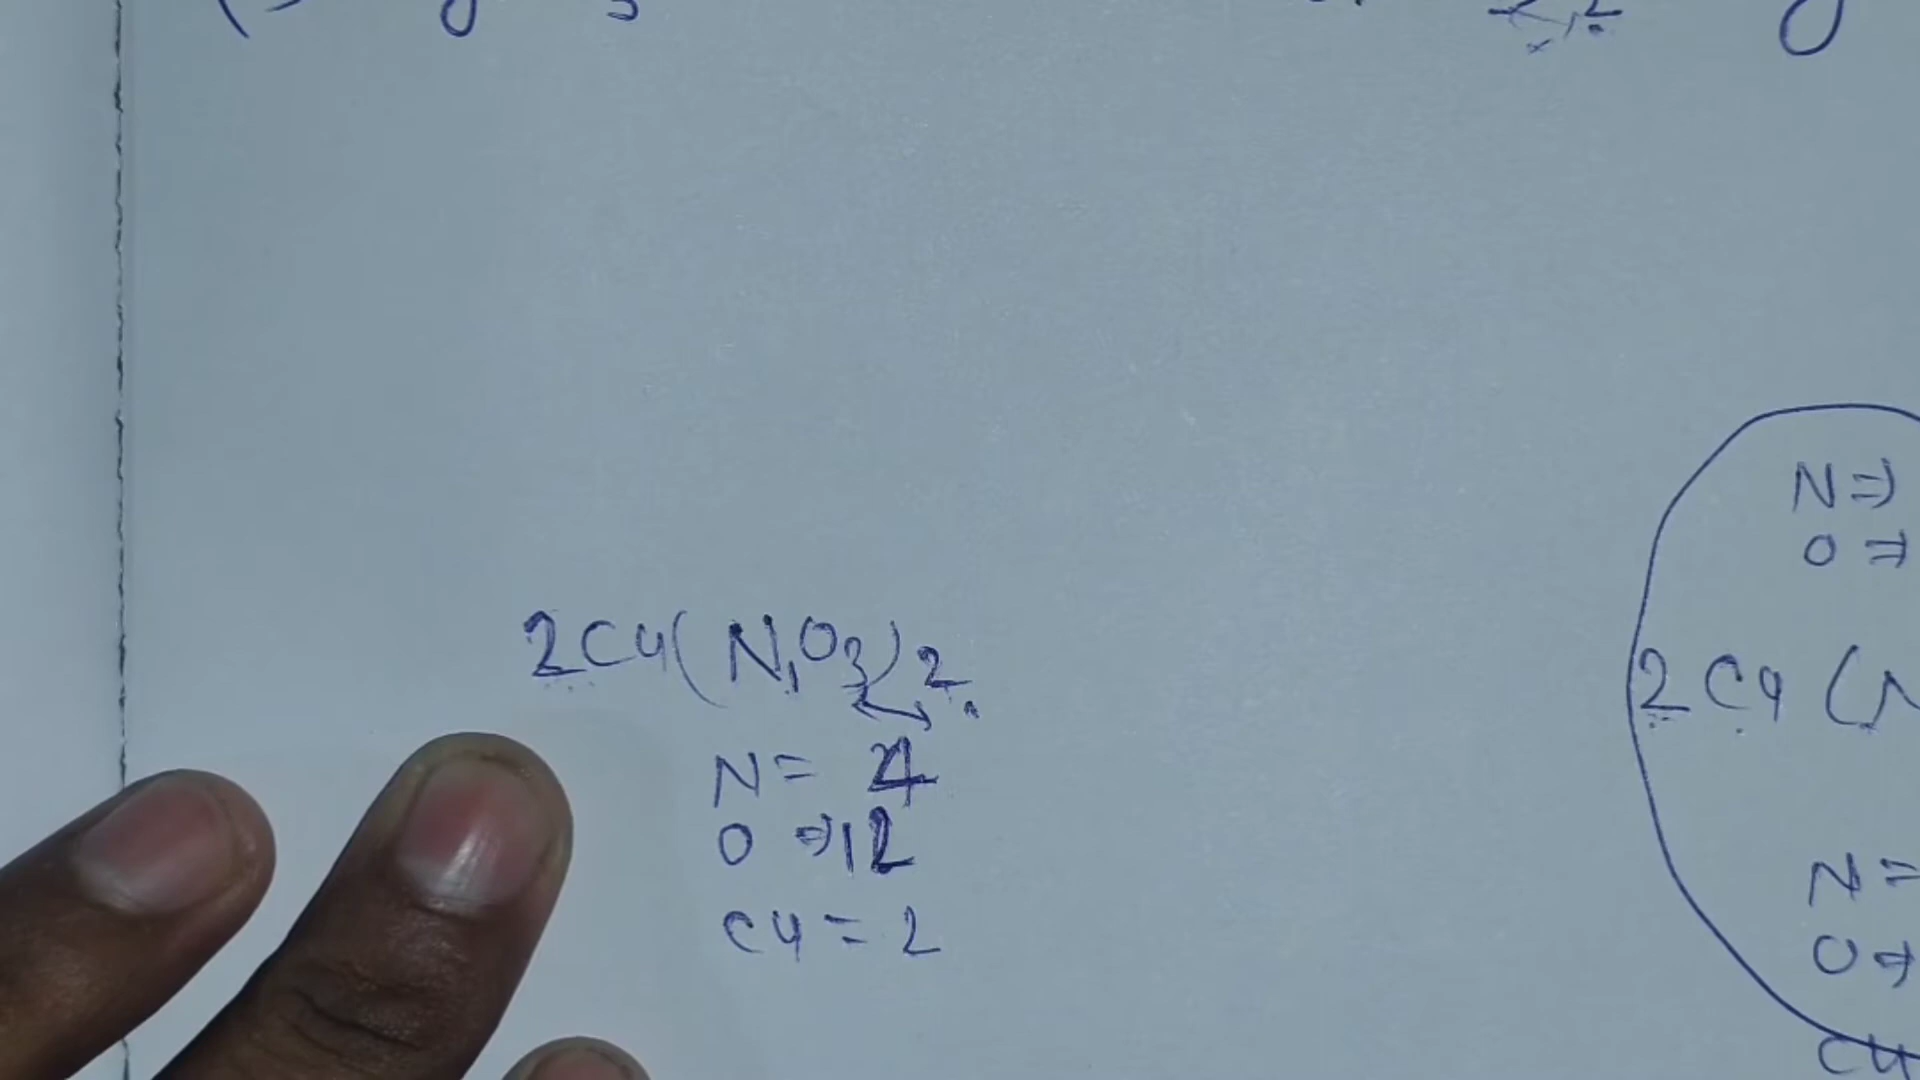 2Cu(N1O3)2
N = 4
O ⇒ 12
Cu = 2
N ⇒
O ⇒
2Cu (N
N =
O ⇒
Cu